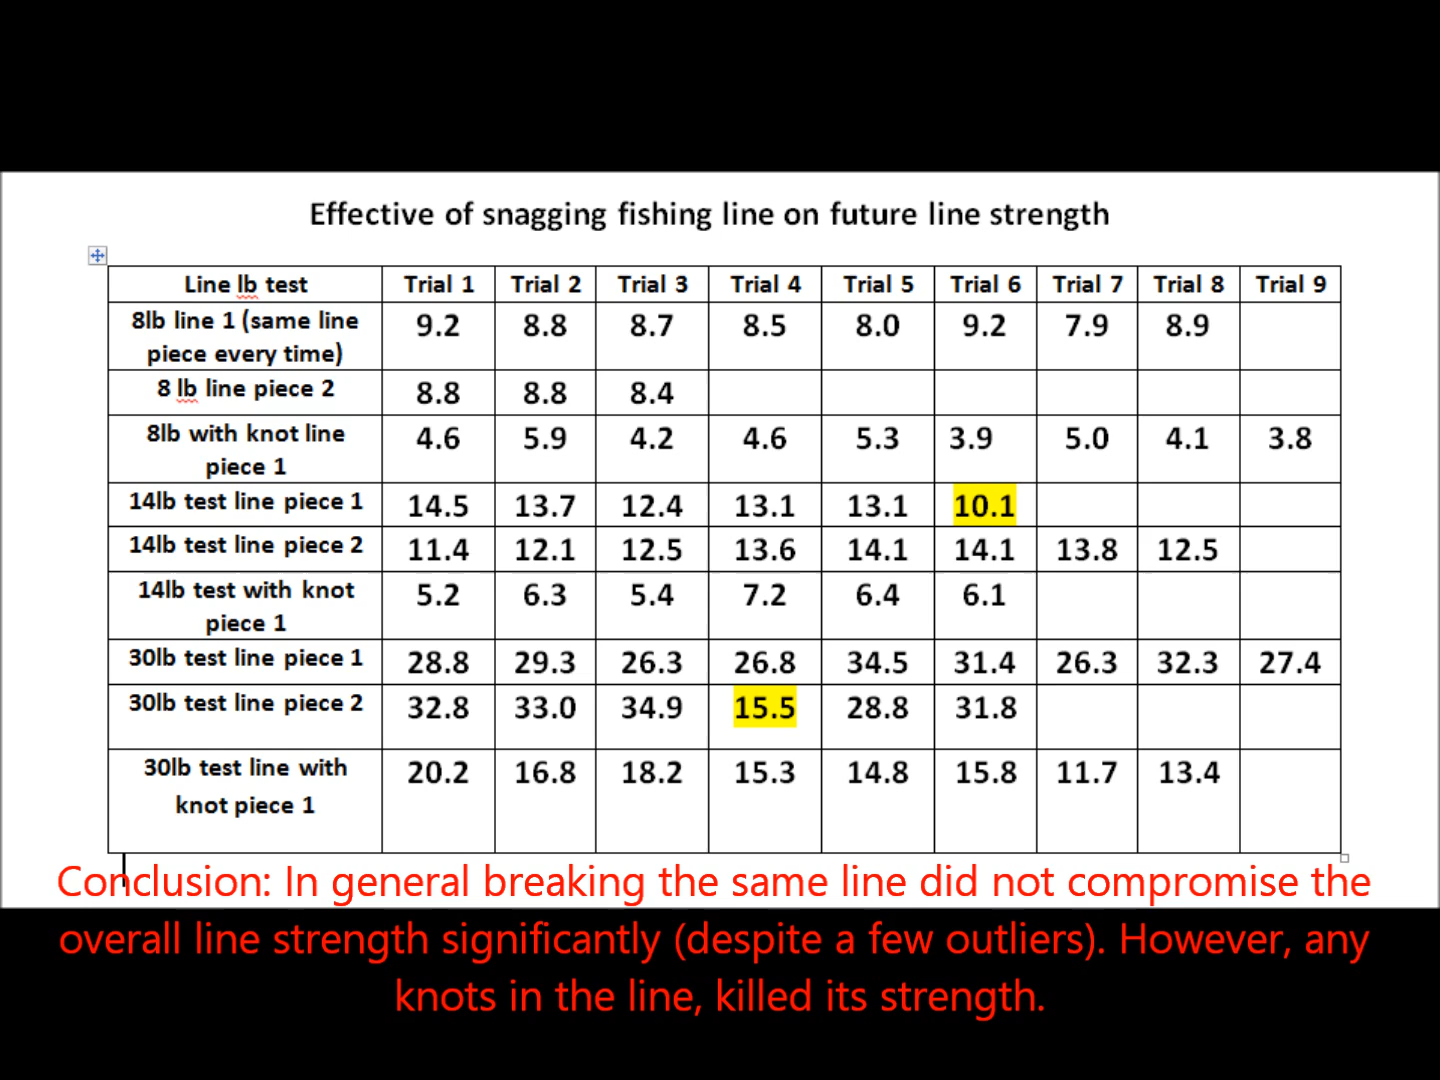 Effective of snagging fishing line on future line strength
Line lb test Trial 1 Trial 2 Trial 3 Trial 4 Trial 5 Trial 6 Trial 7 Trial 8 Trial 9
8lb line 1 (same line
piece every time) 9.2 8.8 8.7 8.5 8.0 9.2 7.9 8.9
8 lb line piece 2 8.8 8.8 8.4
8lb with knot line
piece 1 4.6 5.9 4.2 4.6 5.3 3.9 5.0 4.1 3.8
14lb test line piece 1 14.5 13.7 12.4 13.1 13.1 10.1
14lb test line piece 2 11.4 12.1 12.5 13.6 14.1 14.1 13.8 12.5
14lb test with knot
piece 1 5.2 6.3 5.4 7.2 6.4 6.1
30lb test line piece 1 28.8 29.3 26.3 26.8 34.5 31.4 26.3 32.3 27.4
30lb test line piece 2 32.8 33.0 34.9 15.5 28.8 31.8
30lb test line with
knot piece 1 20.2 16.8 18.2 15.3 14.8 15.8 11.7 13.4
Conclusion: In general breaking the same line did not compromise the
overall line strength significantly (despite a few outliers). However, any
knots in the line, killed its strength.